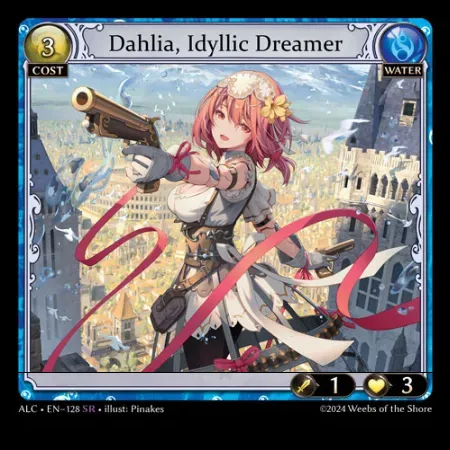 3
COST
Dahlia, Idyllic Dreamer
WATER
1
3
ALC • EN-128 SR • illust: Pinakes
©2024 Weebs of the Shore